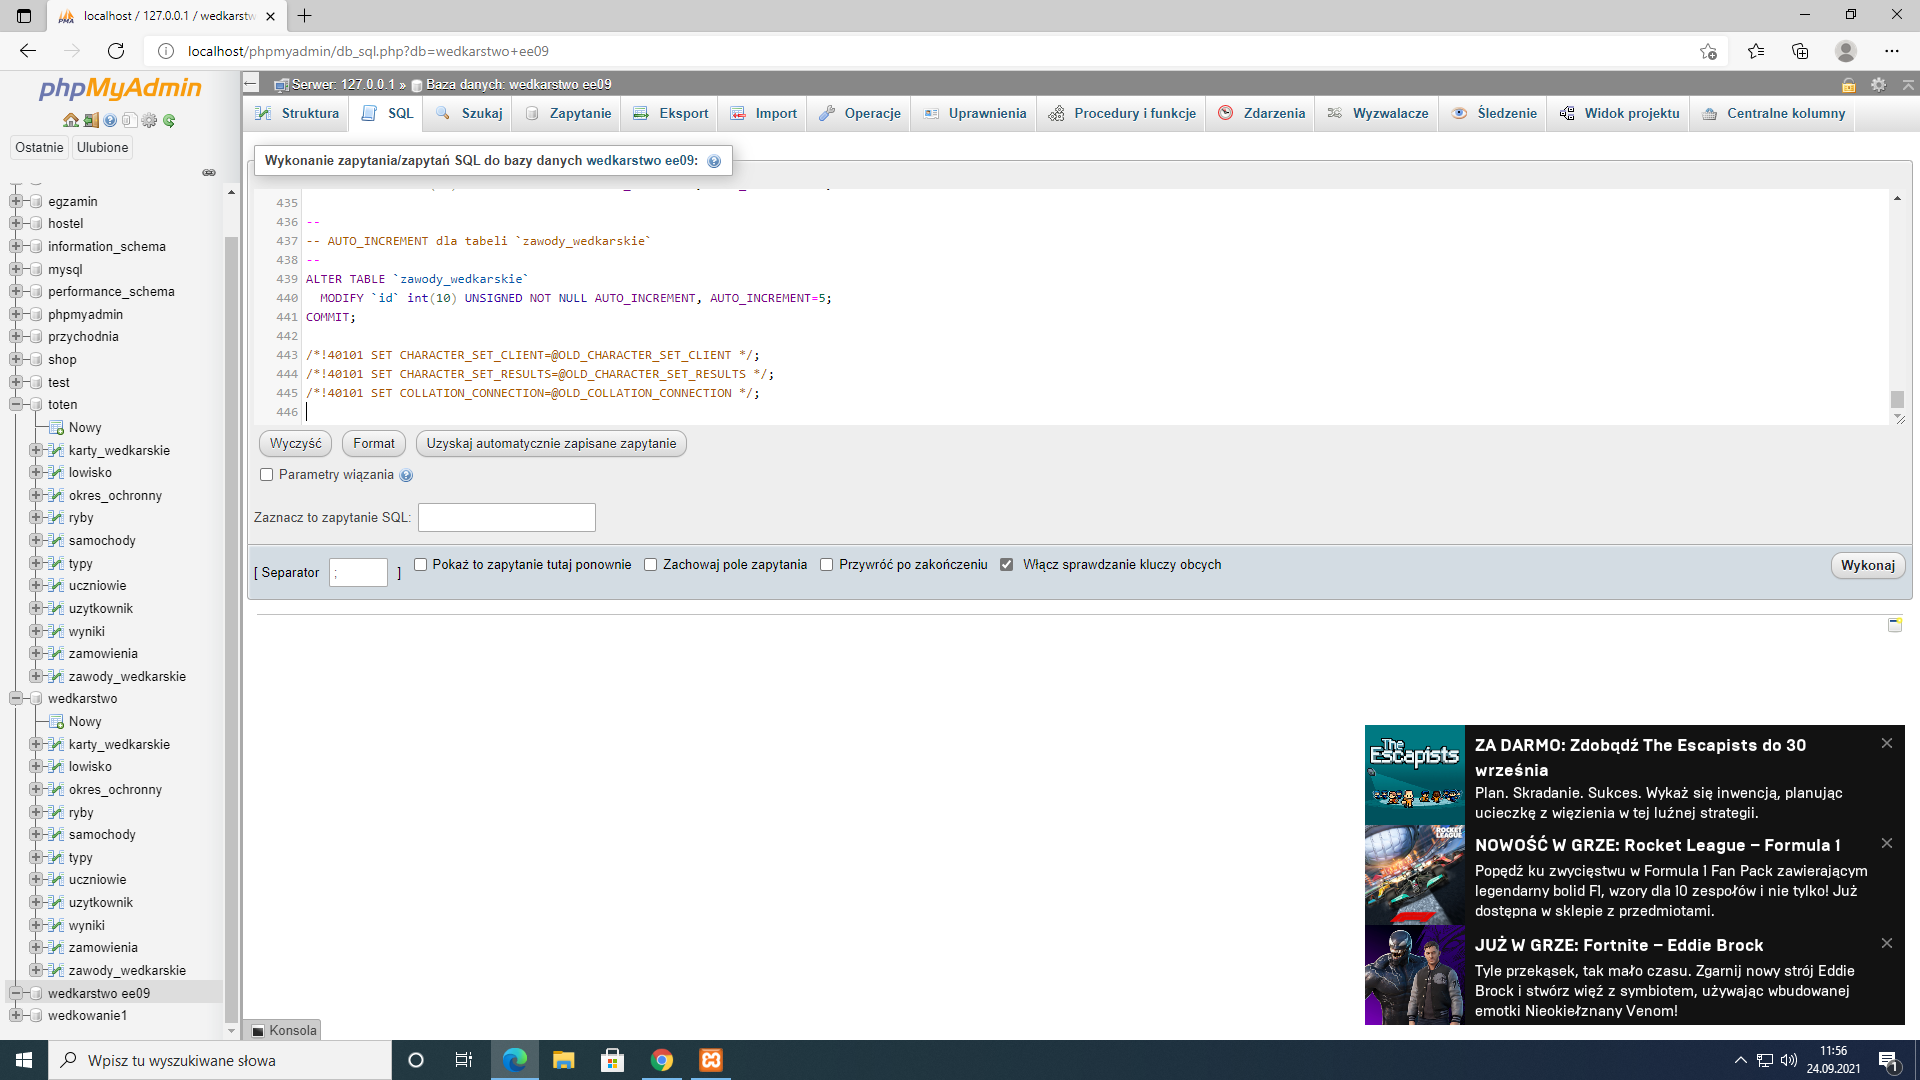 localhost / 127.0.0.1 / wedkarstw
localhost/phpmyadmin/db_sql.php?db=wedkarstwo+ee09
phpMyAdmin
Ostatnie
Ulubione
egzamin
hostel
information_schema
mysql
performance_schema
phpmyadmin
przychodnia
shop
test
toten
Nowy
karty_wedkarskie
lowisko
okres_ochronny
ryby
samochody
typy
uczniowie
uzytkownik
wyniki
zamowienia
zawody_wedkarskie
wedkarstwo
Nowy
karty_wedkarskie
lowisko
okres_ochronny
ryby
samochody
typy
uczniowie
uzytkownik
wyniki
zamowienia
zawody_wedkarskie
wedkarstwo ee09
wedkowanie1
Serwer: 127.0.0.1 » Baza danych: wedkarstwo ee09
Struktura
SQL
Szukaj
Zapytanie
Eksport
Import
Operacje
Uprawnienia
Procedury i funkcje
Zdarzenia
Wyzwalacze
Śledzenie
Widok projektu
Centralne kolumny
Wykonanie zapytania/zapytań SQL do bazy danych wedkarstwo ee09:
435
436 --
437 -- AUTO_INCREMENT dla tabeli `zawody_wedkarskie`
438 --
439 ALTER TABLE `zawody_wedkarskie`
440 MODIFY `id` int(10) UNSIGNED NOT NULL AUTO_INCREMENT, AUTO_INCREMENT=5;
441 COMMIT;
442
443 /*!40101 SET CHARACTER_SET_CLIENT=@OLD_CHARACTER_SET_CLIENT */;
444 /*!40101 SET CHARACTER_SET_RESULTS=@OLD_CHARACTER_SET_RESULTS */;
445 /*!40101 SET COLLATION_CONNECTION=@OLD_COLLATION_CONNECTION */;
446
Wyczyść
Format
Uzyskaj automatycznie zapisane zapytanie
Parametry wiązania
Zaznacz to zapytanie SQL:
[ Separator ; ]
Pokaż to zapytanie tutaj ponownie
Zachowaj pole zapytania
Przywróć po zakończeniu
Włącz sprawdzanie kluczy obcych
Wykonaj
The Escapists
ZA DARMO: Zdobądź The Escapists do 30
września
Plan. Skradanie. Sukces. Wykaż się inwencją, planując
ucieczkę z więzienia w tej luźnej strategii.
ROCKET LEAGUE
NOWOŚĆ W GRZE: Rocket League – Formula 1
Popędź ku zwycięstwu w Formula 1 Fan Pack zawierającym
legendarny bolid F1, wzory dla 10 zespołów i nie tylko! Już
dostępna w sklepie z przedmiotami.
JUŻ W GRZE: Fortnite – Eddie Brock
Tyle przekąsek, tak mało czasu. Zgarnij nowy strój Eddie
Brock i stwórz więź z symbiotem, używając wbudowanej
emotki Nieokiełznany Venom!
Konsola
Wpisz tu wyszukiwane słowa
11:56
24.09.2021
1